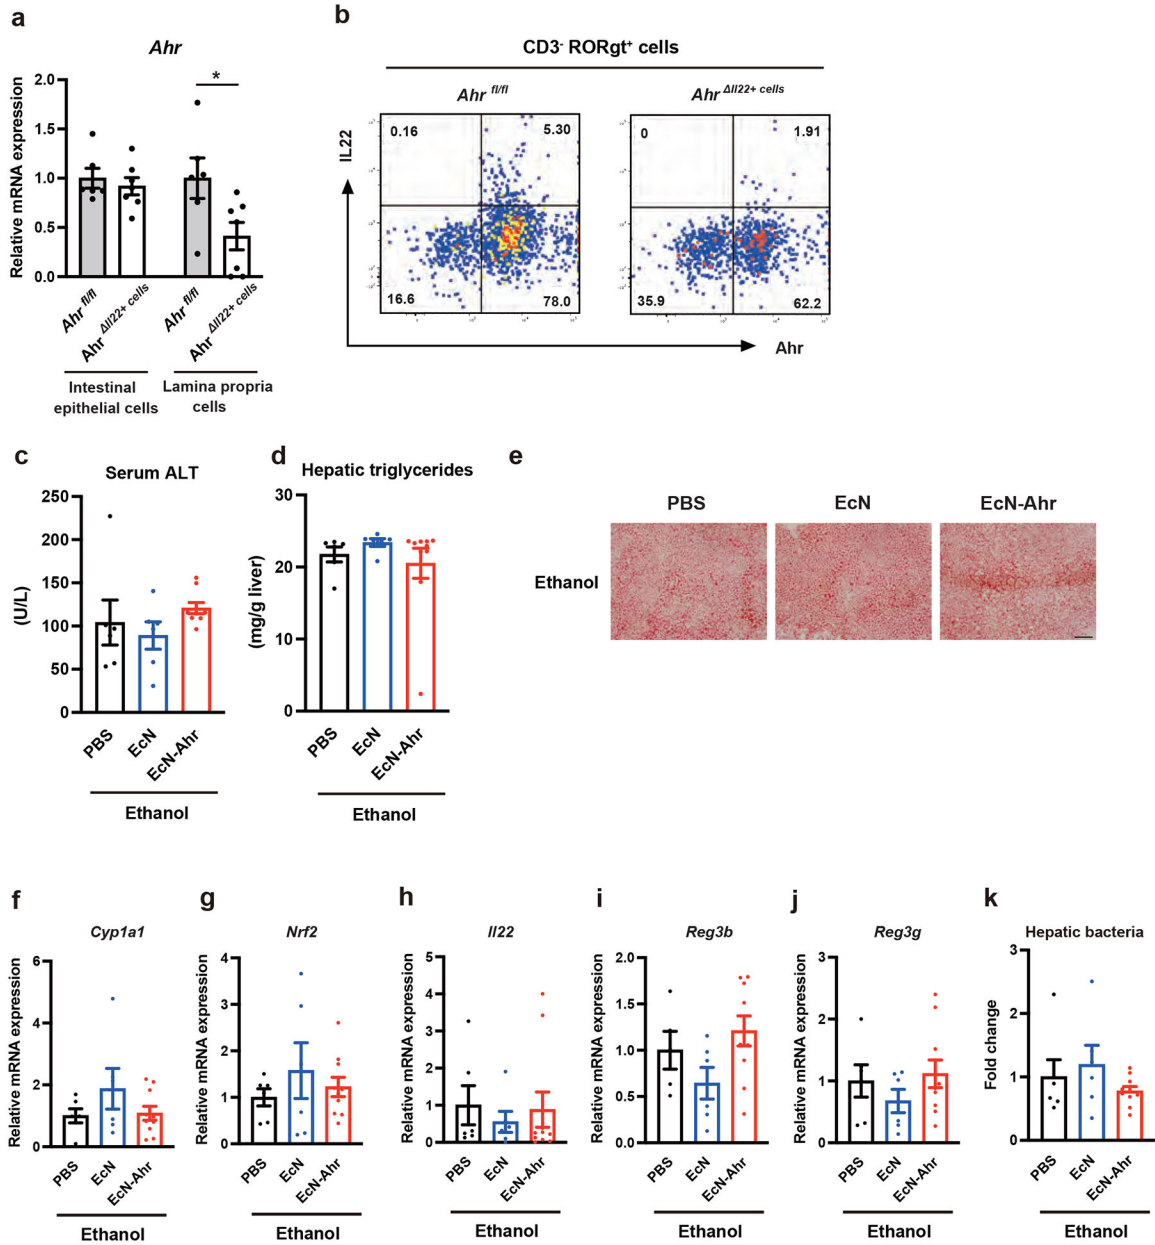 a
Ahr
Relative mRNA expression
2.0
1.5
1.0
0.5
0.0
*
Ahr fl/fl
Ahr ΔIl22+ cells
Ahr fl/fl
Ahr ΔIl22+ cells
Intestinal
epithelial cells
Lamina propria
cells
b
CD3- RORgt+ cells
Ahr fl/fl
Ahr ΔIl22+ cells
IL22
0.16
5.30
16.6
78.0
0
1.91
35.9
62.2
Ahr
c
Serum ALT
(U/L)
250
200
150
100
50
0
PBS
EcN
EcN-Ahr
Ethanol
d
Hepatic triglycerides
(mg/g liver)
30
20
10
0
PBS
EcN
EcN-Ahr
Ethanol
e
PBS
EcN
EcN-Ahr
Ethanol
f
Cyp1a1
Relative mRNA expression
6
4
2
0
PBS
EcN
EcN-Ahr
Ethanol
g
Nrf2
Relative mRNA expression
4
3
2
1
0
PBS
EcN
EcN-Ahr
Ethanol
h
Il22
Relative mRNA expression
5
4
3
2
1
0
PBS
EcN
EcN-Ahr
Ethanol
i
Reg3b
Relative mRNA expression
2.0
1.5
1.0
0.5
0.0
PBS
EcN
EcN-Ahr
Ethanol
j
Reg3g
Relative mRNA expression
3
2
1
0
PBS
EcN
EcN-Ahr
Ethanol
k
Hepatic bacteria
Fold change
3
2
1
0
PBS
EcN
EcN-Ahr
Ethanol